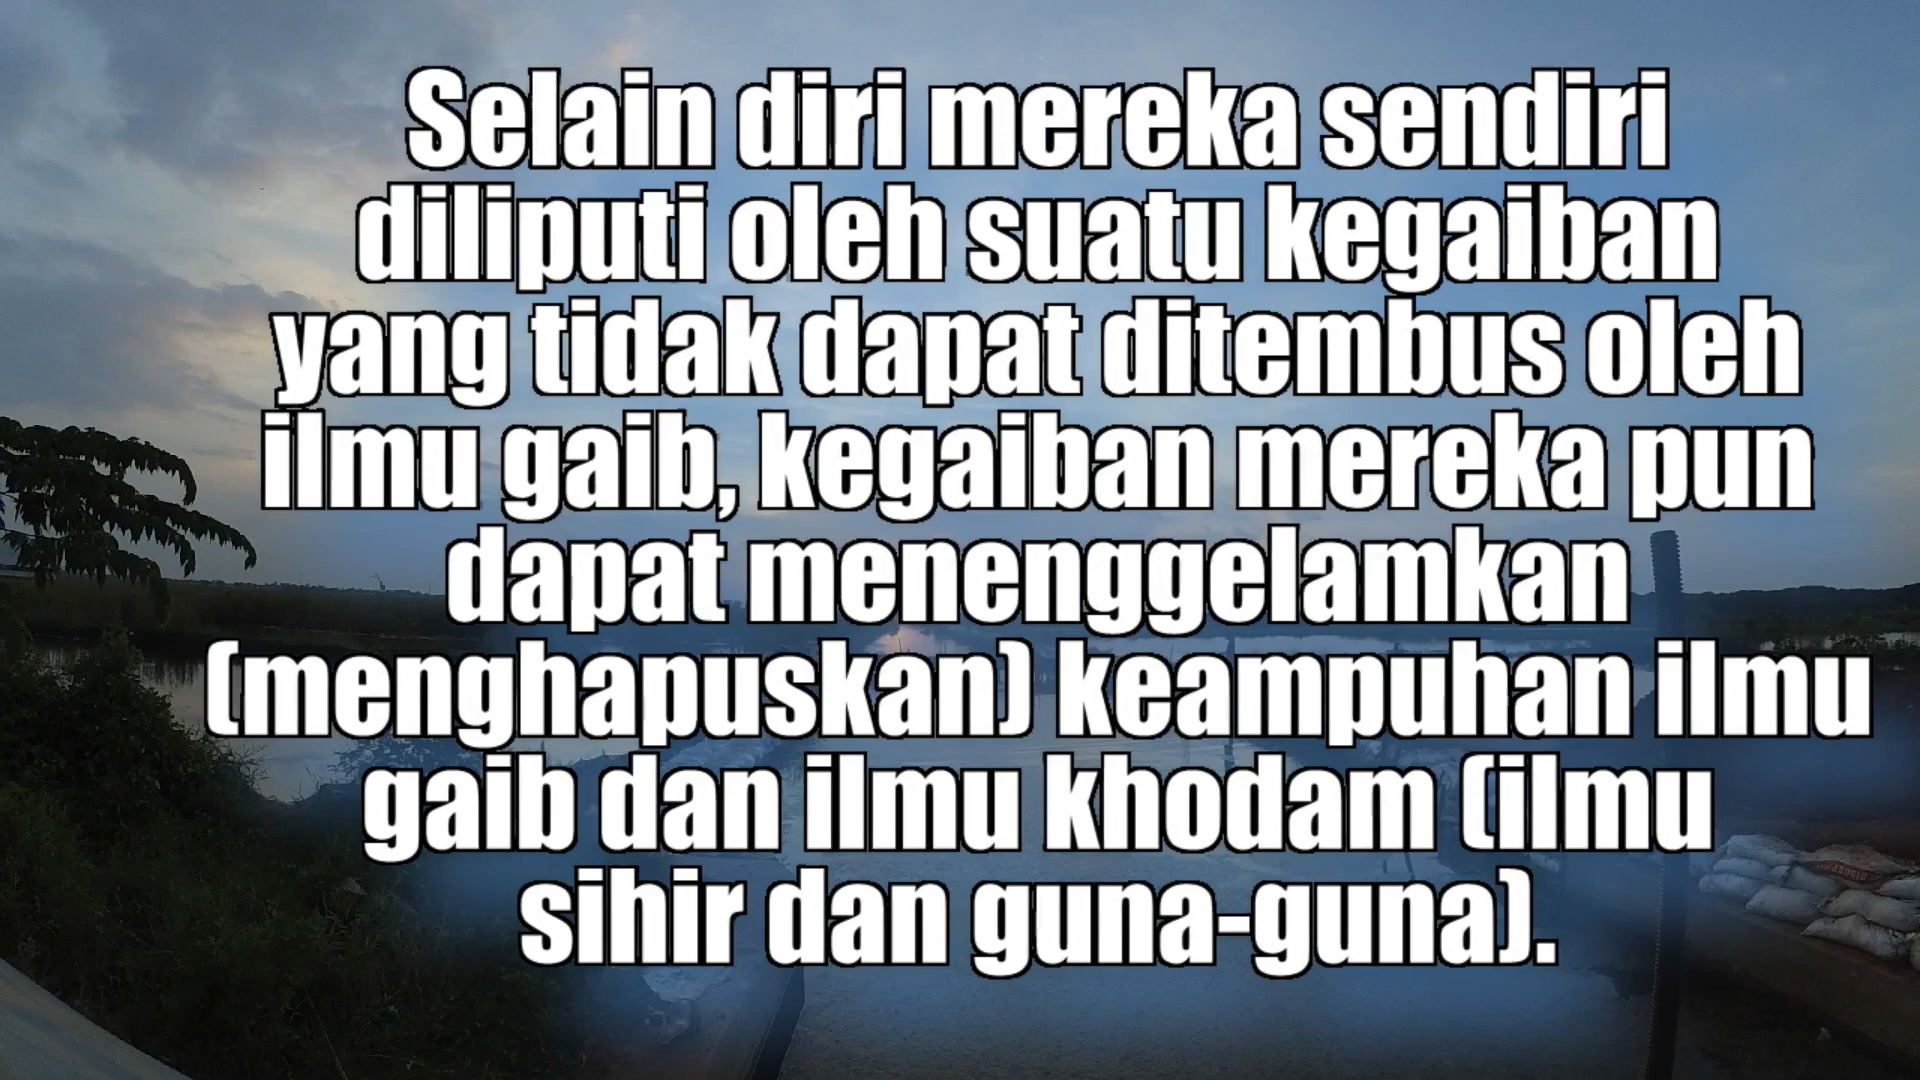 Selain diri mereka sendiri
diliputi oleh suatu kegaiban
yang tidak dapat ditembus oleh
ilmu gaib, kegaiban mereka pun
dapat menenggelamkan
(menghapuskan) keampuhan ilmu
gaib dan ilmu khodam (ilmu
sihir dan guna-guna).